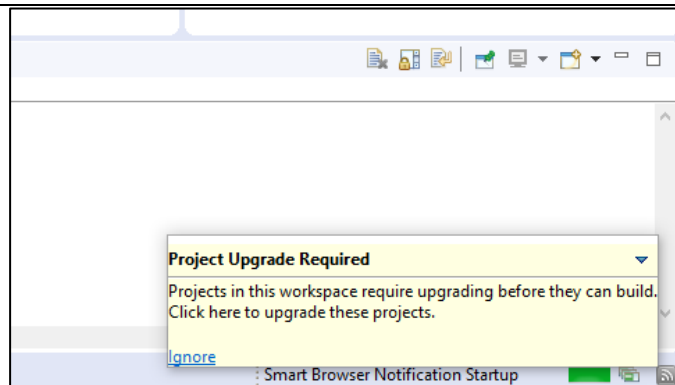 Project Upgrade Required
Projects in this workspace require upgrading before they can build.
Click here to upgrade these projects.
Ignore
Smart Browser Notification Startup